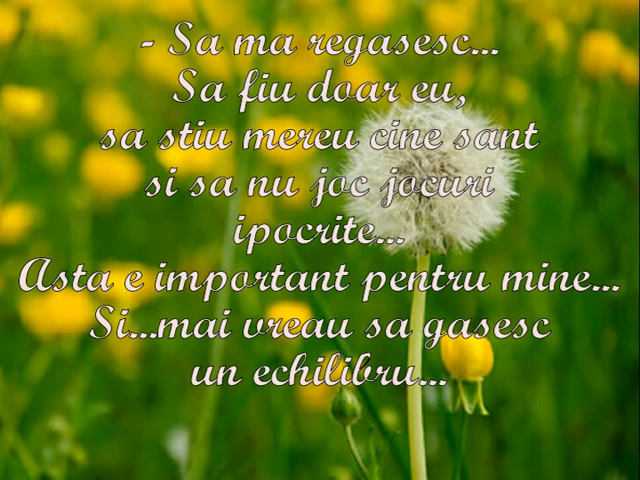 - Sa ma regasesc...
Sa fiu doar eu,
sa stiu mereu cine sant
si sa nu joc jocuri
ipocrite...
Asta e important pentru mine...
Si...mai vreau sa gasesc
un echilibru...